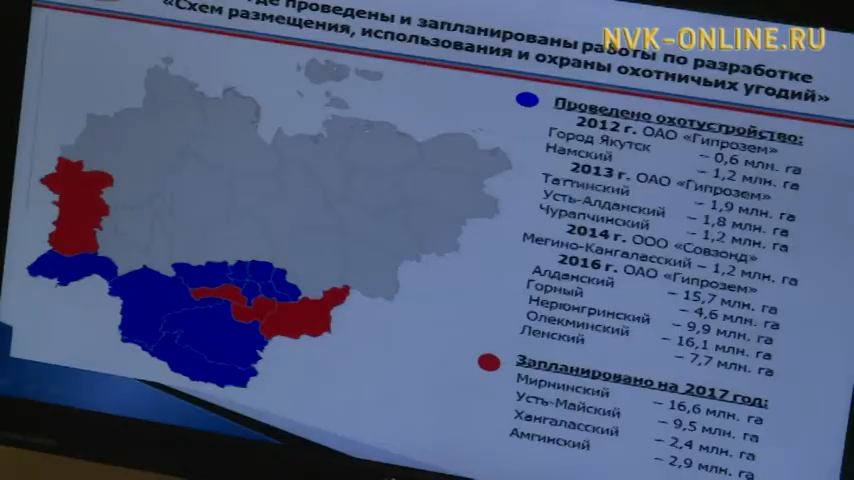 где проведены и запланированы работы по разработке
«Схем размещения, использования и охраны охотничьих угодий»
NVK-ONLINE.RU
Проведено охотустройство:
2012 г. ОАО «Гипрозем»
Город Якутск – 0,6 млн. га
Намский – 1,2 млн. га
2013 г. ОАО «Гипрозем»
Таттинский – 1,9 млн. га
Усть-Алданский – 1,8 млн. га
Чурапчинский – 1,2 млн. га
2014 г. ООО «Совзонд»
Мегино-Кангаласский – 1,2 млн. га
2016 г. ОАО «Гипрозем»
Алданский – 15,7 млн. га
Горный – 4,6 млн. га
Нерюнгринский – 9,9 млн. га
Олекминский – 16,1 млн. га
Ленский – 7,7 млн. га
Запланировано на 2017 год:
Мирнинский – 16,6 млн. га
Усть-Майский – 9,5 млн. га
Хангаласский – 2,4 млн. га
Амгинский – 2,9 млн. га